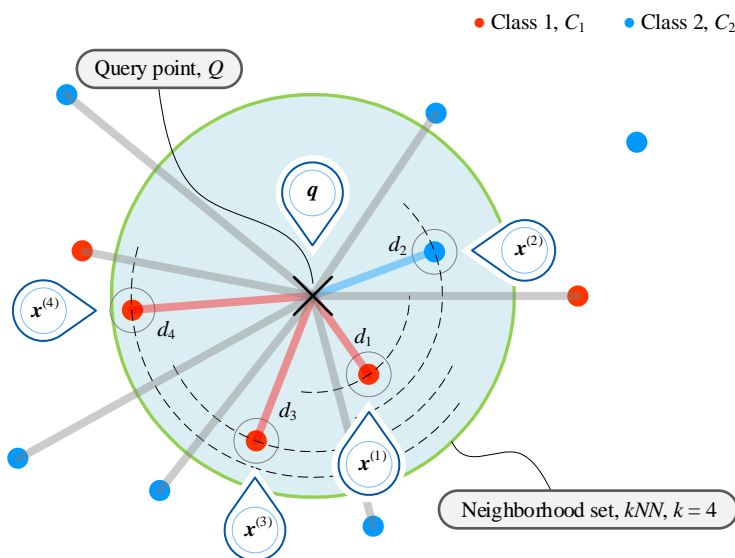 Class 1, C₁
Class 2, C₂
Query point, Q
q
d₂
x⁽²⁾
x⁽⁴⁾
d₄
d₁
d₃
x⁽¹⁾
x⁽³⁾
Neighborhood set, kNN, k = 4